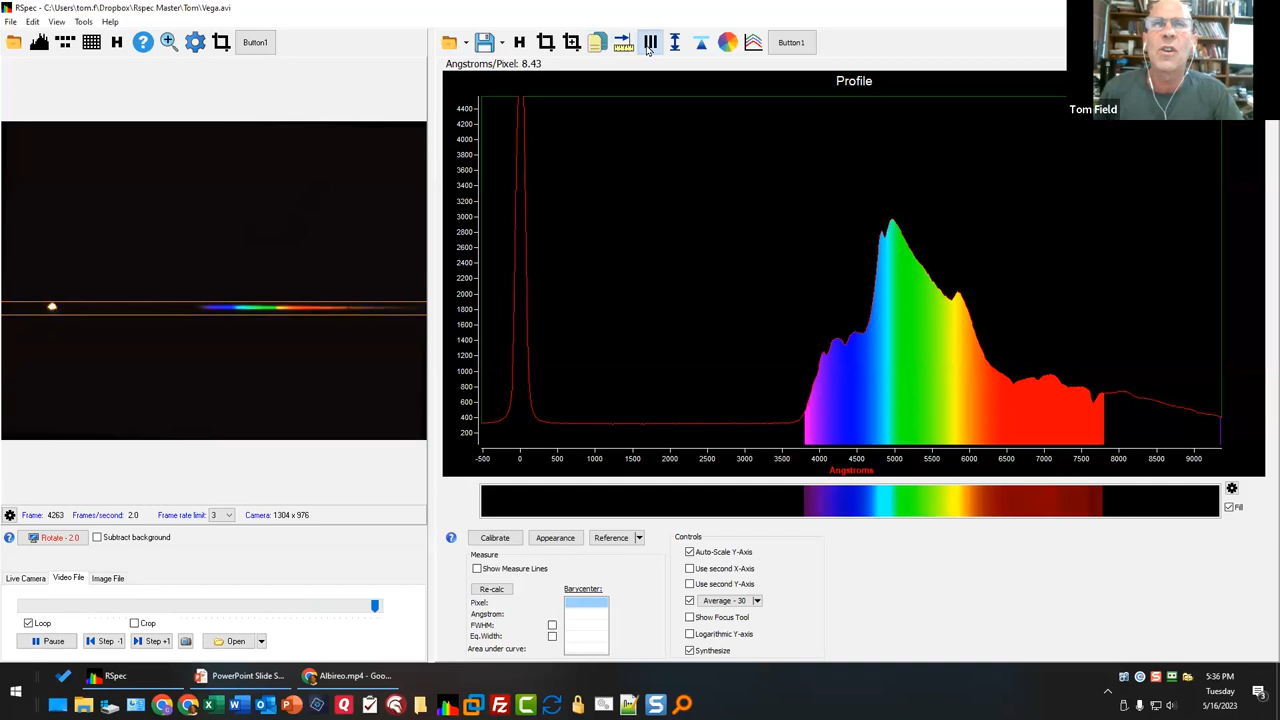 RSpec - C:\Users\tom.f\Dropbox\Rspec Master\Tom\Vega.avi
File Edit View Tools Help
H
?
Button1
H
Button1
Angstroms/Pixel: 8.43
Tom Field
Profile
4400
4200
4000
3800
3600
3400
3200
3000
2800
2600
2400
2200
2000
1800
1600
1400
1200
1000
800
600
400
200
-500 0 500 1000 1500 2000 2500 3000 3500 4000 4500 5000 5500 6000 6500 7000 7500 8000 8500 9000
Angstroms
Fill
Frame: 4263 Frames/second: 2.0 Frame rate limit: 3 Camera: 1304 x 976
? Rotate - 2.0 Subtract background
Live Camera Video File Image File
Loop Crop
Pause Step -1 Step +1 Open
? Calibrate Appearance Reference
Measure
Show Measure Lines
Re-calc Barycenter:
Pixel:
Angstrom:
FWHM:
Eq.Width:
Area under curve:
Controls
Auto-Scale Y-Axis
Use second X-Axis
Use second Y-Axis
Average - 30
Show Focus Tool
Logarithmic Y-axis
Synthesize
RSpec PowerPoint Slide S... Albireo.mp4 - Goo...
5:36 PM
Tuesday
5/16/2023